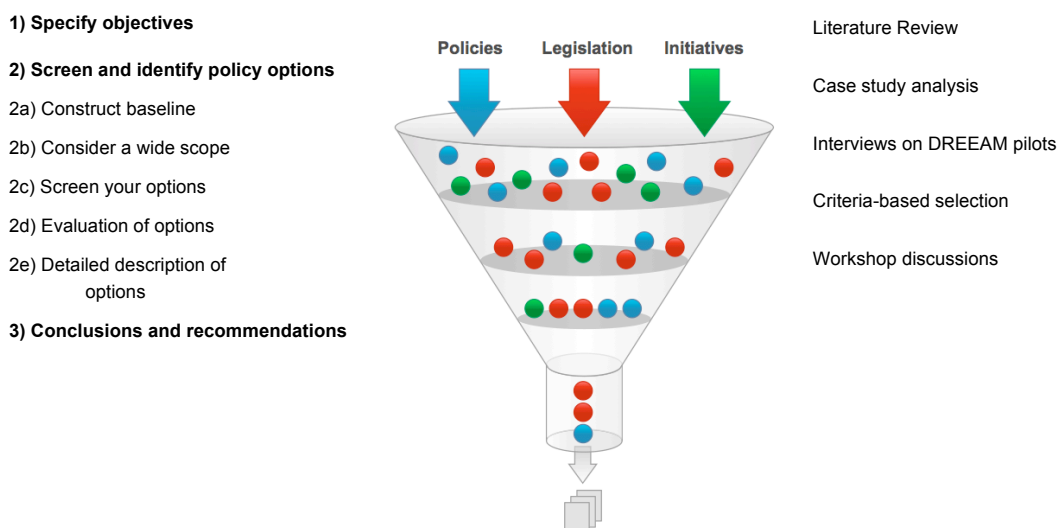 1) Specify objectives
2) Screen and identify policy options
2a) Construct baseline
2b) Consider a wide scope
2c) Screen your options
2d) Evaluation of options
2e) Detailed description of
options
3) Conclusions and recommendations
Policies Legislation Initiatives
Literature Review
Case study analysis
Interviews on DREEAM pilots
Criteria-based selection
Workshop discussions